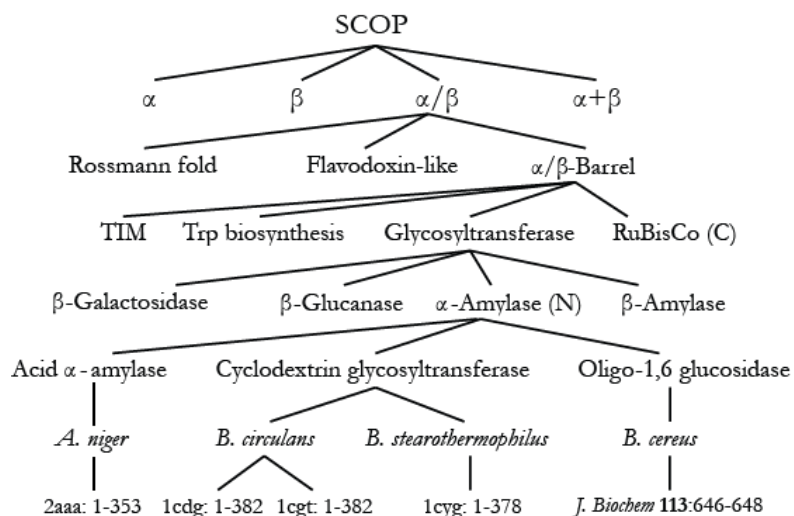 SCOP
α β α/β α+β
Rossmann fold Flavodoxin-like α/β-Barrel
TIM Trp biosynthesis Glycosyltransferase RuBisCo (C)
β-Galactosidase β-Glucanase α-Amylase (N) β-Amylase
Acid α-amylase Cyclodextrin glycosyltransferase Oligo-1,6 glucosidase
A. niger B. circulans B. stearothermophilus B. cereus
2aaa: 1-353 1cdg: 1-382 1cgt: 1-382 1cyg: 1-378 J. Biochem 113:646-648